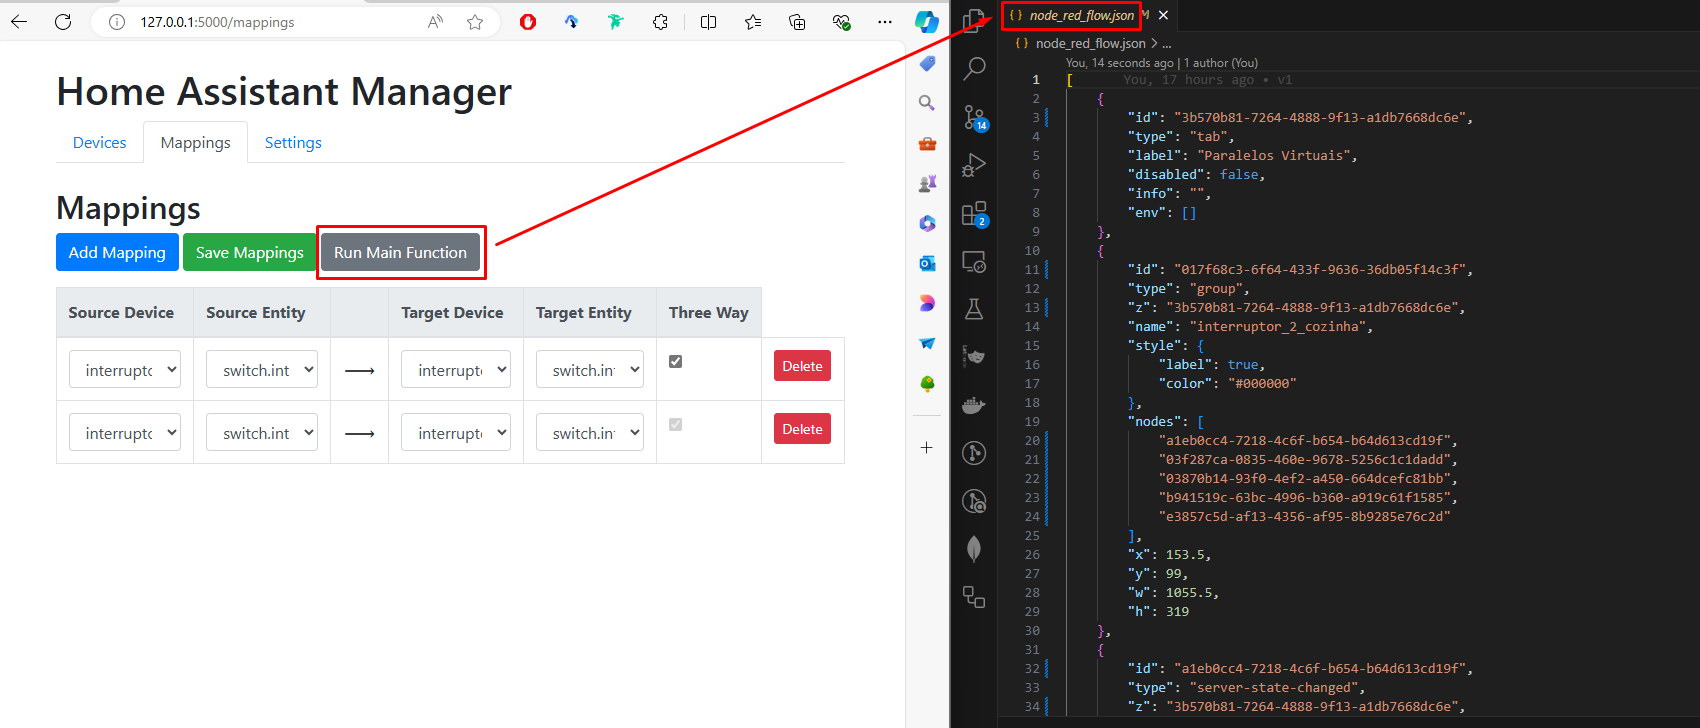 127.0.0.1:5000/mappings
Home Assistant Manager
Devices
Mappings
Settings
Mappings
Add Mapping
Save Mappings
Run Main Function
Source Device
Source Entity
Target Device
Target Entity
Three Way
interruptc
switch.int
⟶
interrupt
switch.in
Delete
interruptc
switch.int
⟶
interrupt
switch.in
Delete
14
2
{ } node_red_flow.json M
{ } node_red_flow.json > ...
You, 14 seconds ago | 1 author (You)
1 [ You, 17 hours ago • v1
2 {
3 "id": "3b570b81-7264-4888-9f13-a1db7668dc6e",
4 "type": "tab",
5 "label": "Paralelos Virtuais",
6 "disabled": false,
7 "info": "",
8 "env": []
9 },
10 {
11 "id": "017f68c3-6f64-433f-9636-36db05f14c3f",
12 "type": "group",
13 "z": "3b570b81-7264-4888-9f13-a1db7668dc6e",
14 "name": "interruptor_2_cozinha",
15 "style": {
16 "label": true,
17 "color": "#000000"
18 },
19 "nodes": [
20 "a1eb0cc4-7218-4c6f-b654-b64d613cd19f",
21 "03f287ca-0835-460e-9678-5256c1c1dadd",
22 "03870b14-93f0-4ef2-a450-664dcefc81bb",
23 "b941519c-63bc-4996-b360-a919c61f1585",
24 "e3857c5d-af13-4356-af95-8b9285e76c2d"
25 ],
26 "x": 153.5,
27 "y": 99,
28 "w": 1055.5,
29 "h": 319
30 },
31 {
32 "id": "a1eb0cc4-7218-4c6f-b654-b64d613cd19f",
33 "type": "server-state-changed",
34 "z": "3b570b81-7264-4888-9f13-a1db7668dc6e",